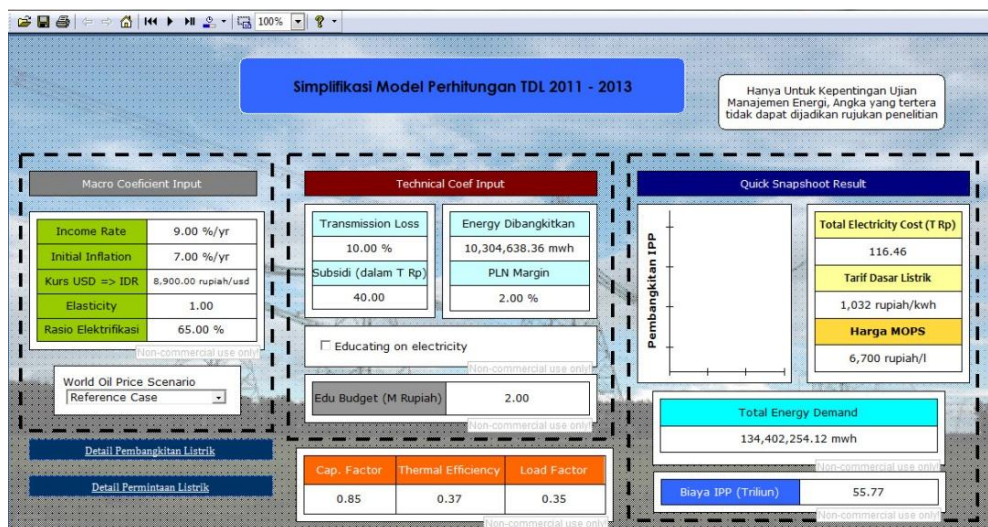 100%
Simplifikasi Model Perhitungan TDL 2011 - 2013
Hanya Untuk Kepentingan Ujian
Manajemen Energi, Angka yang tertera
tidak dapat dijadikan rujukan penelitian
Macro Coeficient Input
Income Rate 9.00 %/yr
Initial Inflation 7.00 %/yr
Kurs USD => IDR 8,900.00 rupiah/usd
Elasticity 1.00
Rasio Elektrifikasi 65.00 %
Non-commercial use only!
World Oil Price Scenario
Reference Case
Detail Pembangkitan Listrik
Detail Permintaan Listrik
Technical Coef Input
Transmission Loss
10.00 %
Subsidi (dalam T Rp)
40.00
Energy Dibangkitkan
10,304,638.36 mwh
PLN Margin
2.00 %
Educating on electricity
Non-commercial use only!
Edu Budget (M Rupiah) 2.00
Non-commercial use only!
Cap. Factor Thermal Efficiency Load Factor
0.85 0.37 0.35
Non-commercial use only!
Quick Snapshoot Result
Pembangkitan IPP
Total Electricity Cost (T Rp)
116.46
Tarif Dasar Listrik
1,032 rupiah/kwh
Harga MOPS
6,700 rupiah/l
Total Energy Demand
134,402,254.12 mwh
Non-commercial use only!
Biaya IPP (Triliun) 55.77
Non-commercial use only!